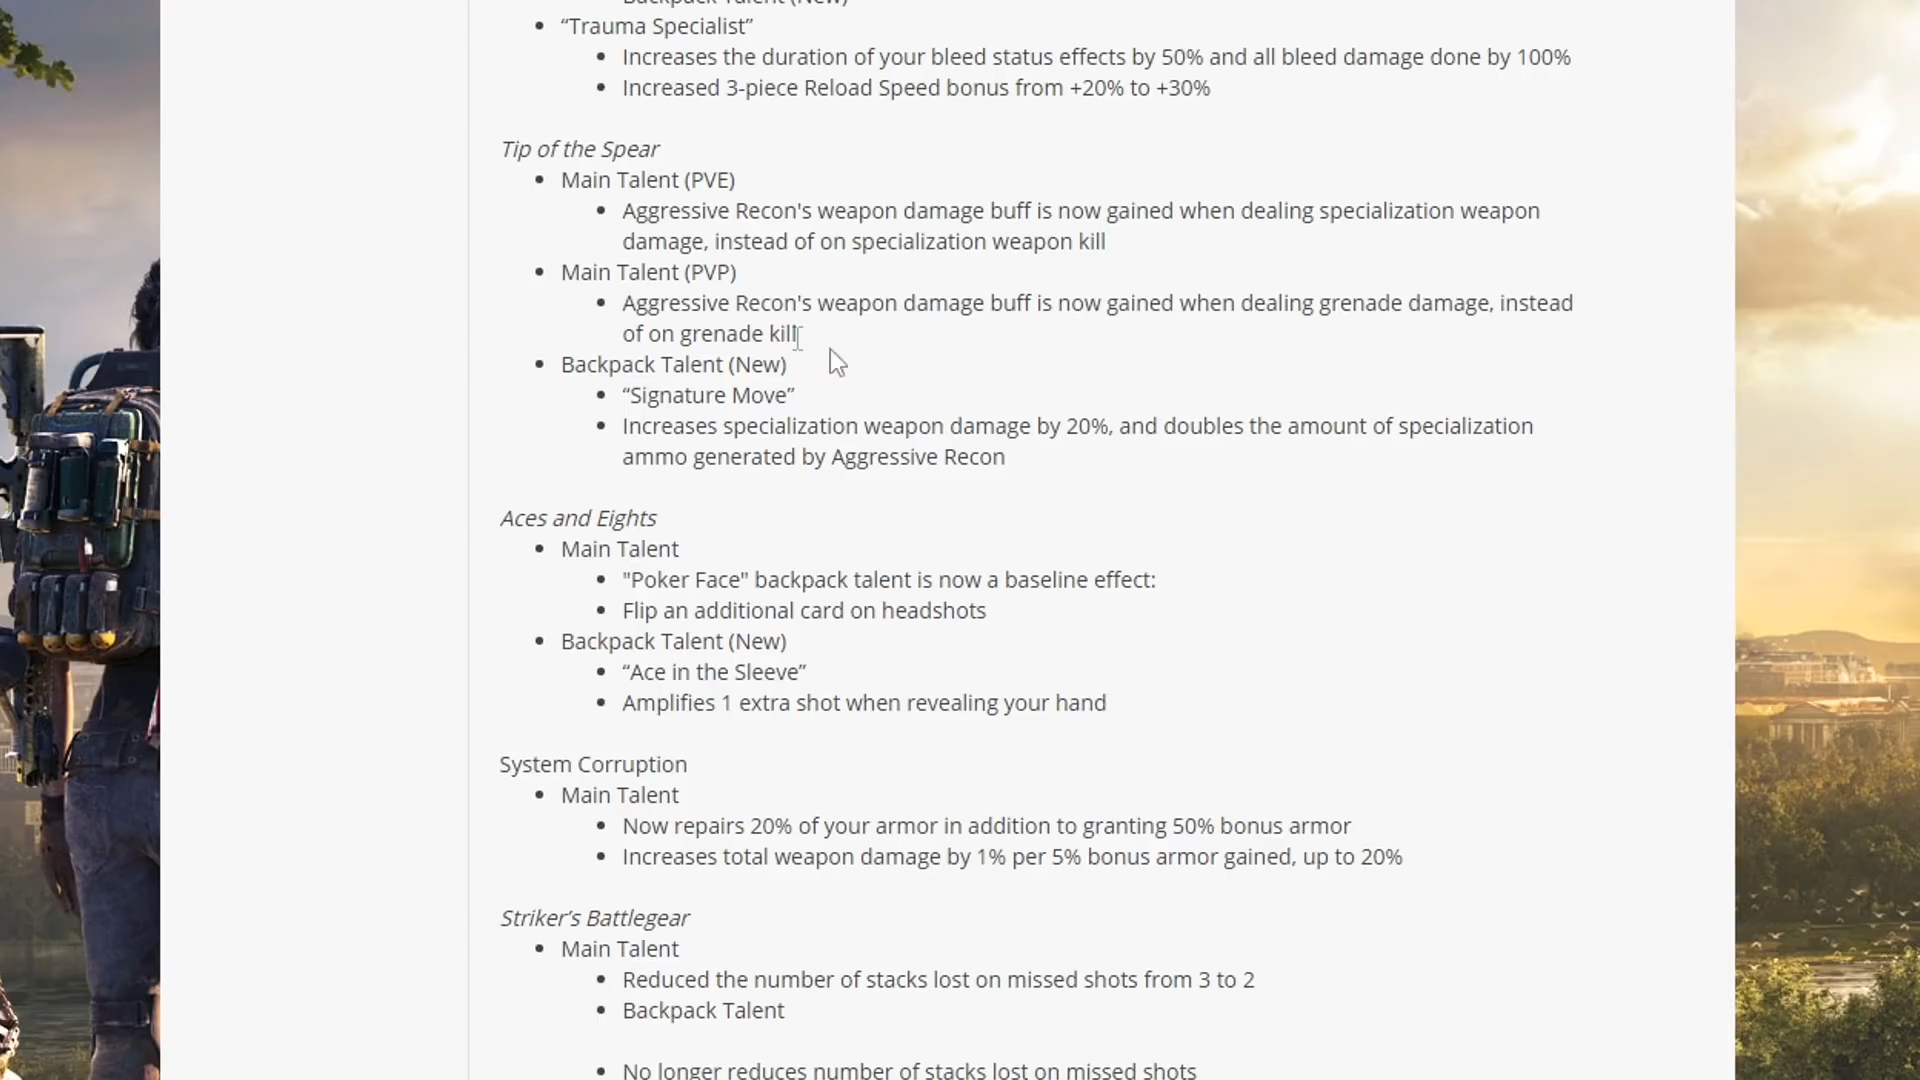 Backpack Talent (New)
“Trauma Specialist”
Increases the duration of your bleed status effects by 50% and all bleed damage done by 100%
Increased 3-piece Reload Speed bonus from +20% to +30%
Tip of the Spear
Main Talent (PVE)
Aggressive Recon's weapon damage buff is now gained when dealing specialization weapon
damage, instead of on specialization weapon kill
Main Talent (PVP)
Aggressive Recon's weapon damage buff is now gained when dealing grenade damage, instead
of on grenade kill
Backpack Talent (New)
“Signature Move”
Increases specialization weapon damage by 20%, and doubles the amount of specialization
ammo generated by Aggressive Recon
Aces and Eights
Main Talent
"Poker Face" backpack talent is now a baseline effect:
Flip an additional card on headshots
Backpack Talent (New)
“Ace in the Sleeve”
Amplifies 1 extra shot when revealing your hand
System Corruption
Main Talent
Now repairs 20% of your armor in addition to granting 50% bonus armor
Increases total weapon damage by 1% per 5% bonus armor gained, up to 20%
Striker’s Battlegear
Main Talent
Reduced the number of stacks lost on missed shots from 3 to 2
Backpack Talent
No longer reduces number of stacks lost on missed shots